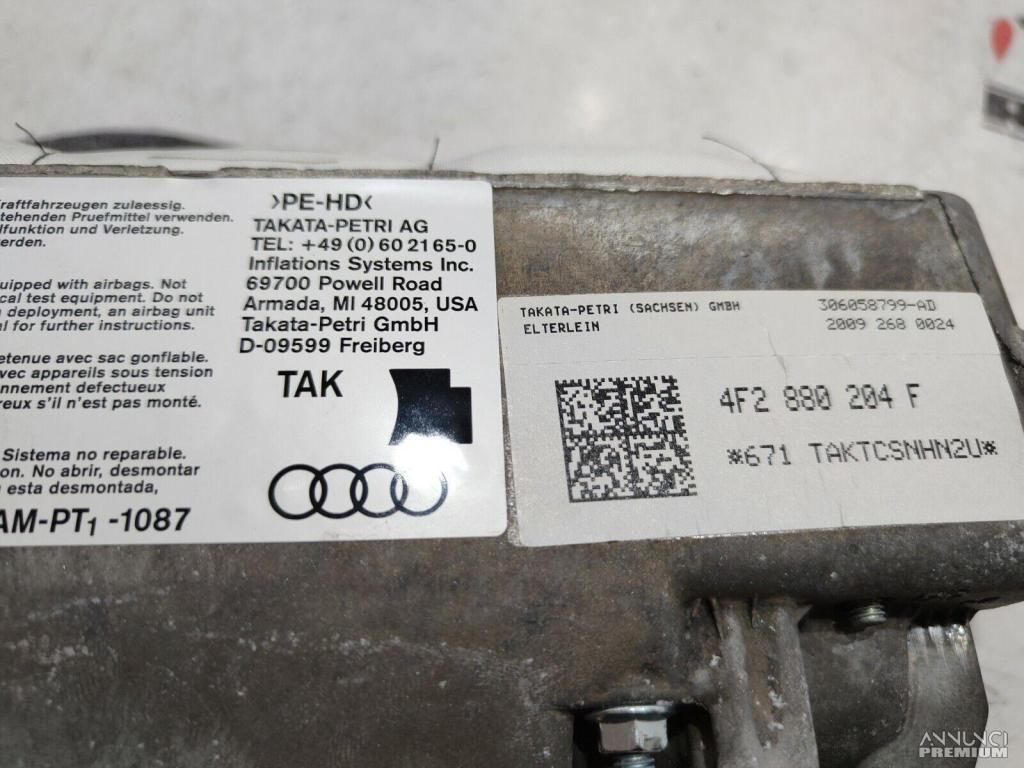 raftfahrzeugen zulaessig.
tehenden Pruefmittel verwenden.
lfunktion und Verletzung.
erden.
uipped with airbags. Not
cal test equipment. Do not
deployment, an airbag unit
al for further instructions.
etenue avec sac gonflable.
vec appareils sous tension
nnement defectueux
reux s'il n'est pas monté.
Sistema no reparable.
on. No abrir, desmontar
esta desmontada,
AM-PT1 -1087
>PE-HD<
TAKATA-PETRI AG
TEL: +49 (0) 60 21 65-0
Inflations Systems Inc.
69700 Powell Road
Armada, MI 48005, USA
Takata-Petri GmbH
D-09599 Freiberg
TAK
TAKATA-PETRI (SACHSEN) GMBH
ELTERLEIN
306058799-AD
2009 268 0024
4F2 880 204 F
*671 TAKTCSNHN2U*
ANNUNCI
PREMIUM